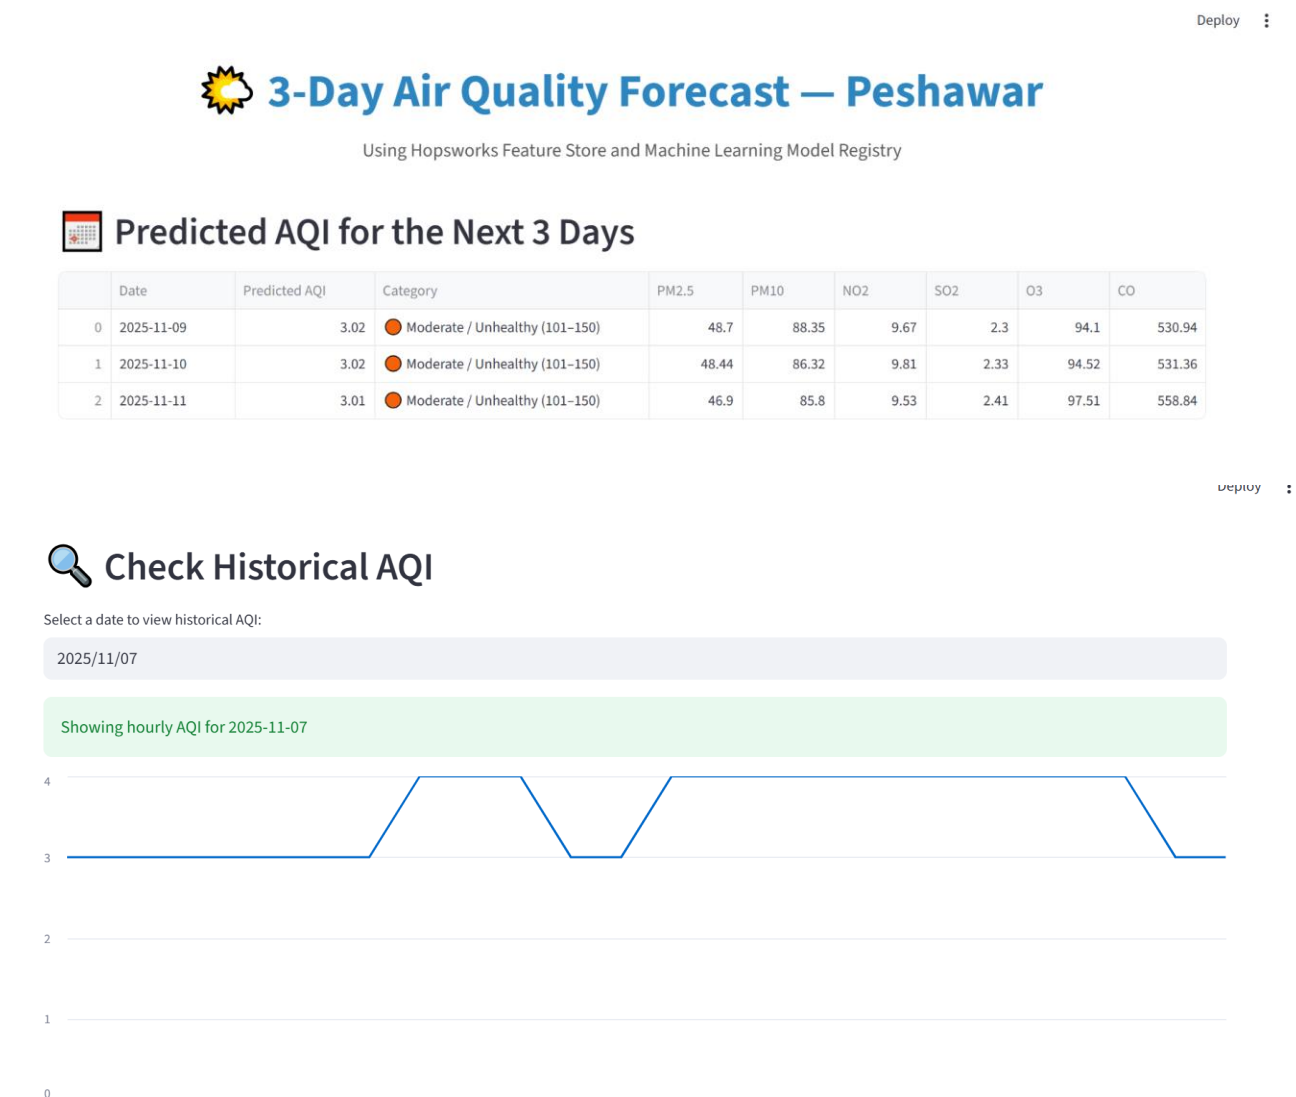 Deploy
3-Day Air Quality Forecast — Peshawar
Using Hopsworks Feature Store and Machine Learning Model Registry
Predicted AQI for the Next 3 Days
Date Predicted AQI Category PM2.5 PM10 NO2 SO2 O3 CO
0 2025-11-09 3.02 Moderate / Unhealthy (101–150) 48.7 88.35 9.67 2.3 94.1 530.94
1 2025-11-10 3.02 Moderate / Unhealthy (101–150) 48.44 86.32 9.81 2.33 94.52 531.36
2 2025-11-11 3.01 Moderate / Unhealthy (101–150) 46.9 85.8 9.53 2.41 97.51 558.84
Deploy
Check Historical AQI
Select a date to view historical AQI:
2025/11/07
Showing hourly AQI for 2025-11-07
4
3
2
1
0